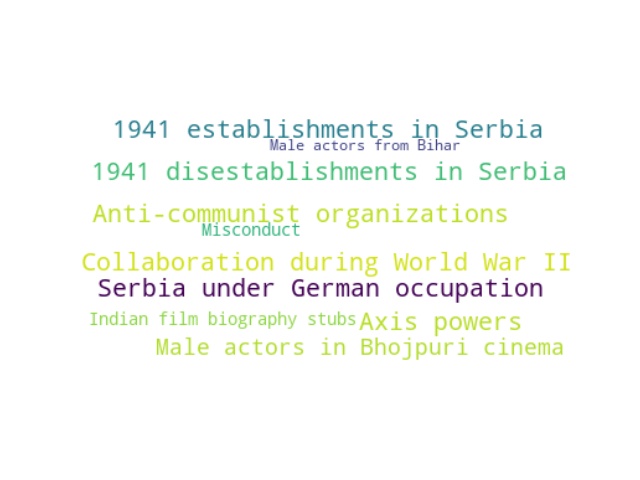 1941 establishments in Serbia
Male actors from Bihar
1941 disestablishments in Serbia
Anti-communist organizations
Misconduct
Collaboration during World War II
Serbia under German occupation
Indian film biography stubs
Axis powers
Male actors in Bhojpuri cinema